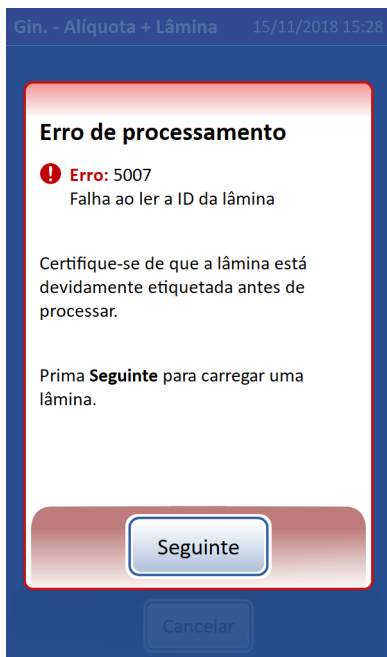 Gin. - Alíquota + Lâmina 15/11/2018 15:28
Erro de processamento
Erro: 5007
Falha ao ler a ID da lâmina
Certifique-se de que a lâmina está
devidamente etiquetada antes de
processar.
Prima Seguinte para carregar uma
lâmina.
Seguinte
Cancelar